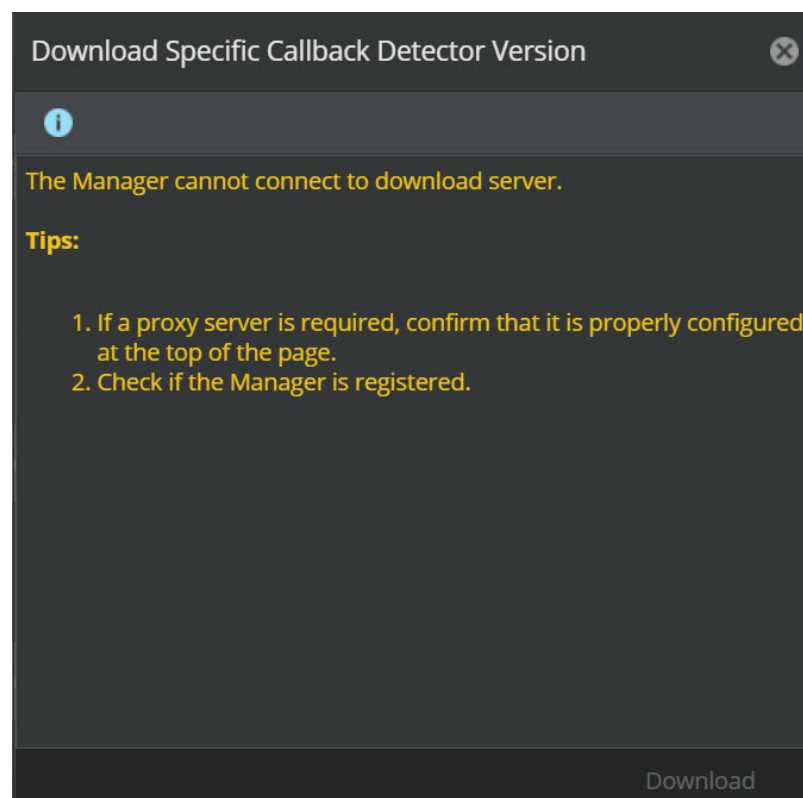 Download Specific Callback Detector Version
The Manager cannot connect to download server.
Tips:
1. If a proxy server is required, confirm that it is properly configured
at the top of the page.
2. Check if the Manager is registered.
Download